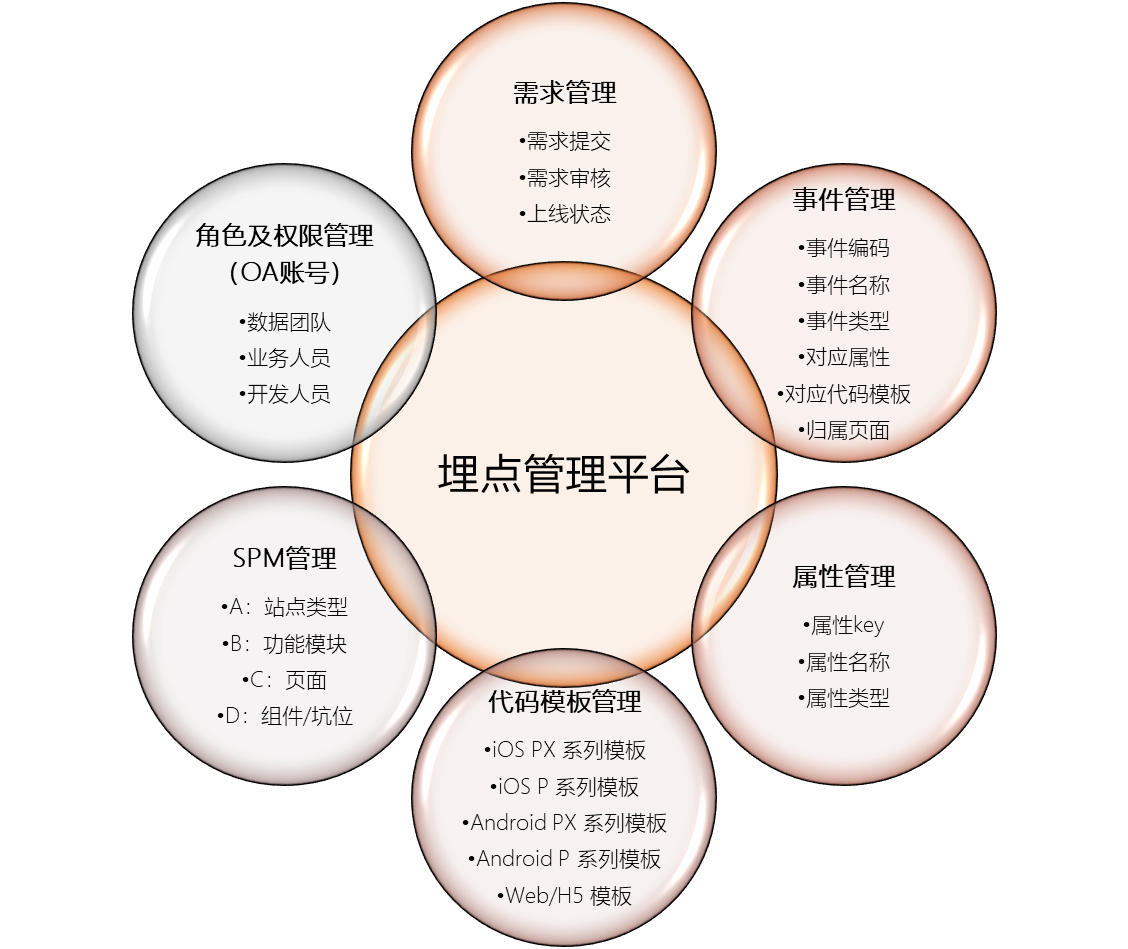 需求管理
•需求提交
•需求审核
•上线状态
事件管理
•事件编码
•事件名称
•事件类型
•对应属性
•对应代码模板
•归属页面
属性管理
•属性key
•属性名称
•属性类型
代码模板管理
•iOS PX 系列模板
•iOS P 系列模板
•Android PX 系列模板
•Android P 系列模板
•Web/H5 模板
SPM管理
•A：站点类型
•B：功能模块
•C：页面
•D：组件/坑位
角色及权限管理
（OA账号）
•数据团队
•业务人员
•开发人员
埋点管理平台